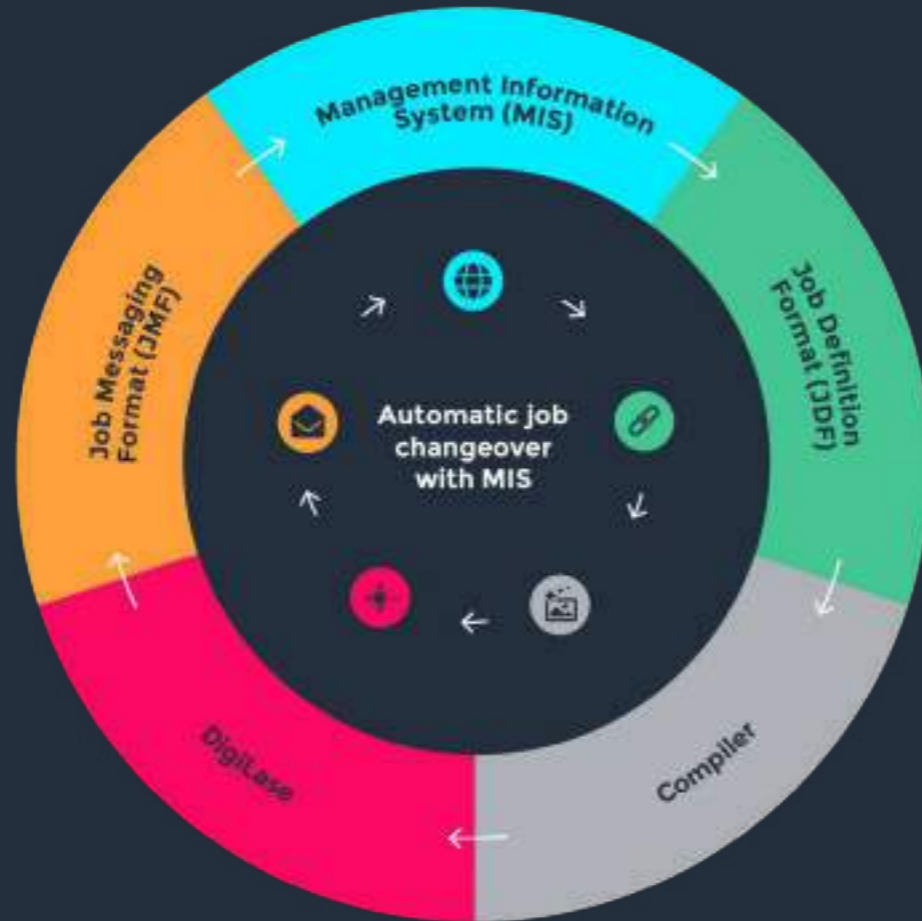 Management Information
System (MIS)
Job Definition
Format (JDF)
Compiler
DigiLase
Job Messaging
Format (JMF)
Automatic job
changeover
with MIS